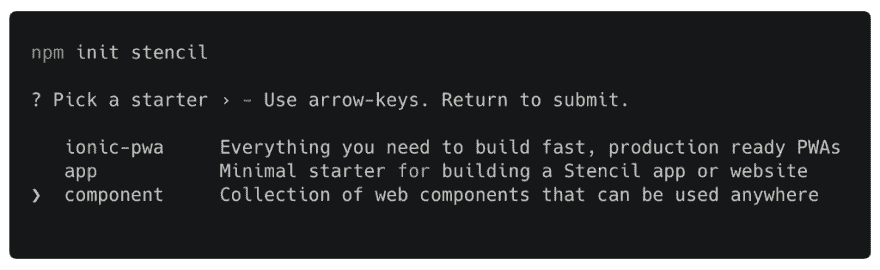 npm init stencil
? Pick a starter › - Use arrow-keys. Return to submit.
ionic-pwa     Everything you need to build fast, production ready PWAs
app           Minimal starter for building a Stencil app or website
❯  component     Collection of web components that can be used anywhere